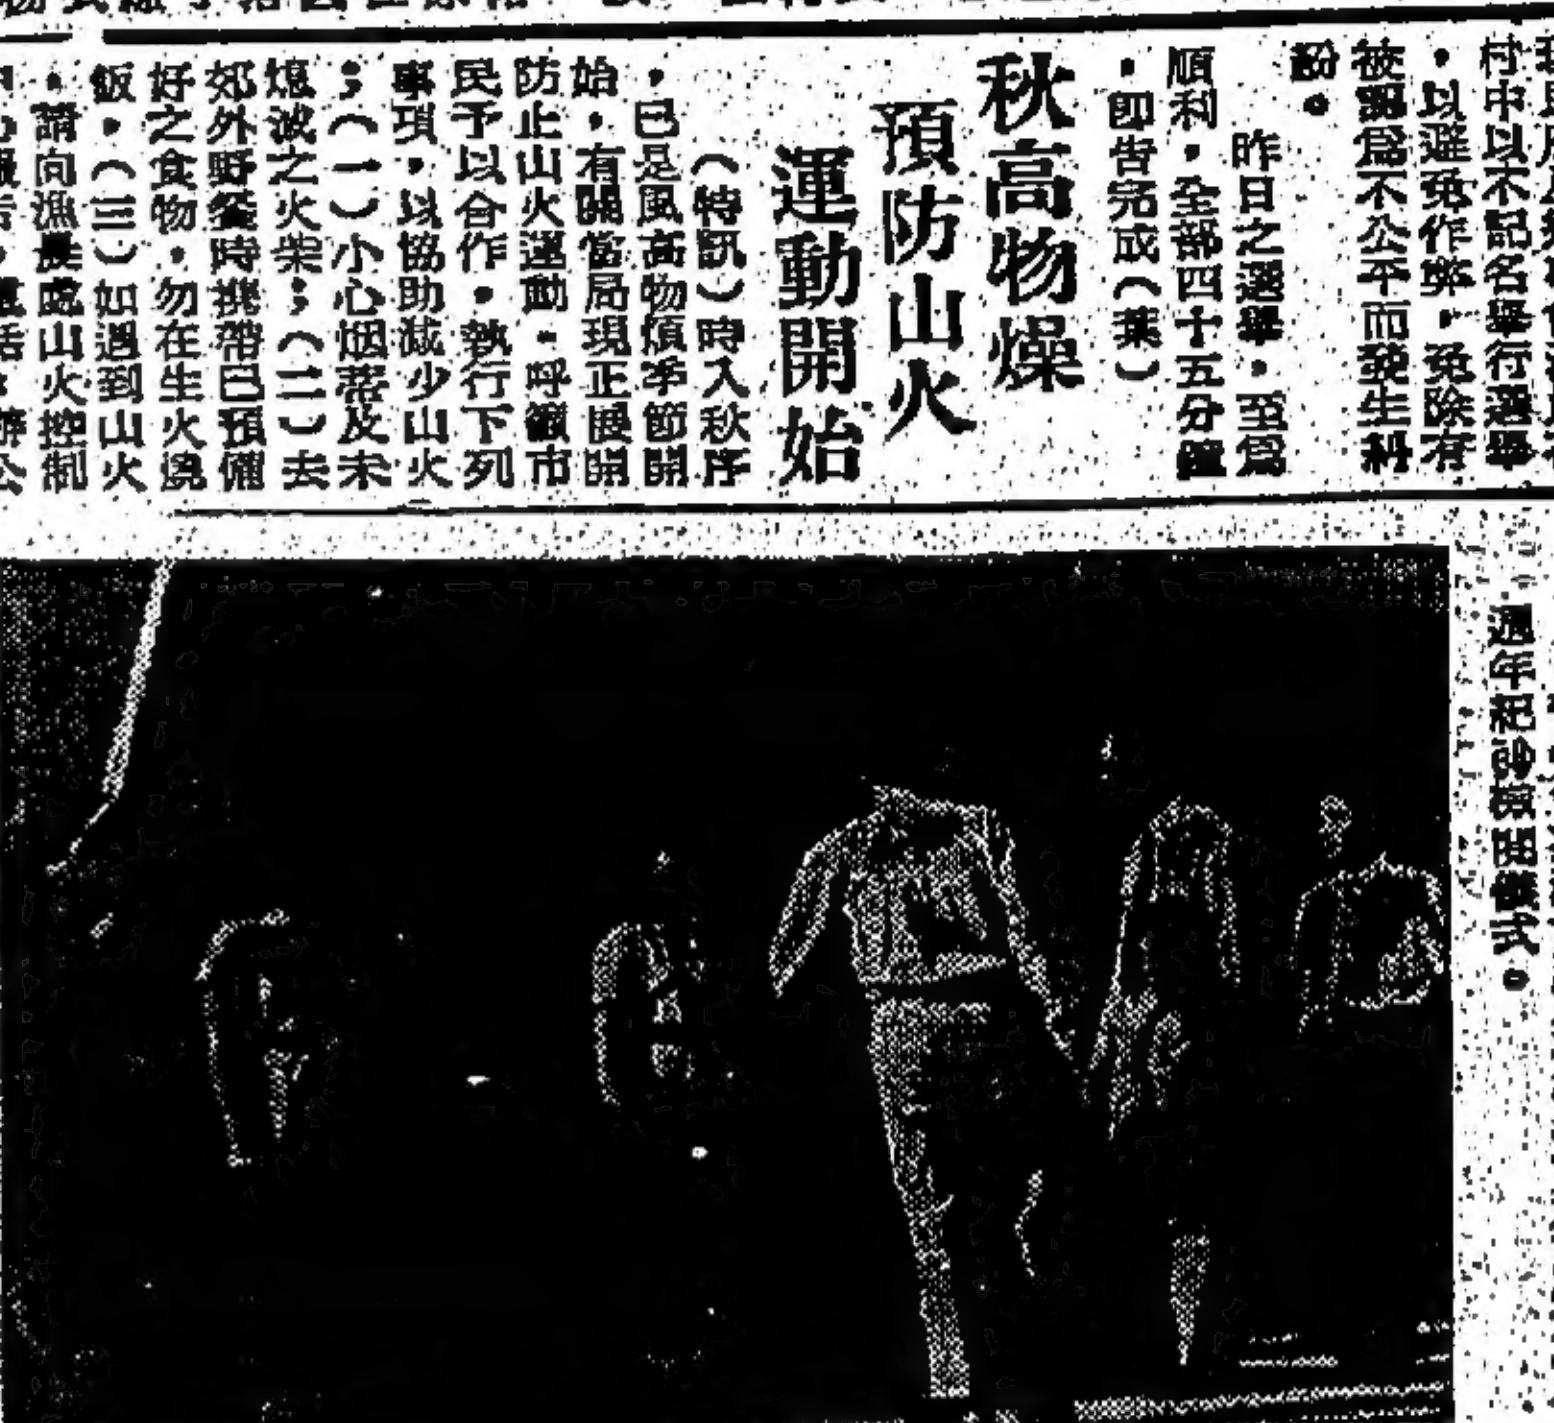 村中以不記名舉行選舉
，以避免作弊，免除有
被認爲不公平而發生糾
紛。
昨日之選舉，至爲
順利，全部四十五分鐘
，即告完成（葉）
秋高物燥
預防山火
運動開始
（特訊）時入秋序
，已是風高物燥季節開
始，有關當局現正展開
防止山火運動，呼籲市
民予以合作，執行下列
事項，以協助減少山火
；（一）小心烟蒂及未
熄滅之火柴；（二）去
郊外野餐時携帶已預備
好之食物，勿在生火燒
飯，（三）如遇到山火
，請向漁農處山火控制
週年紀 開儀式。